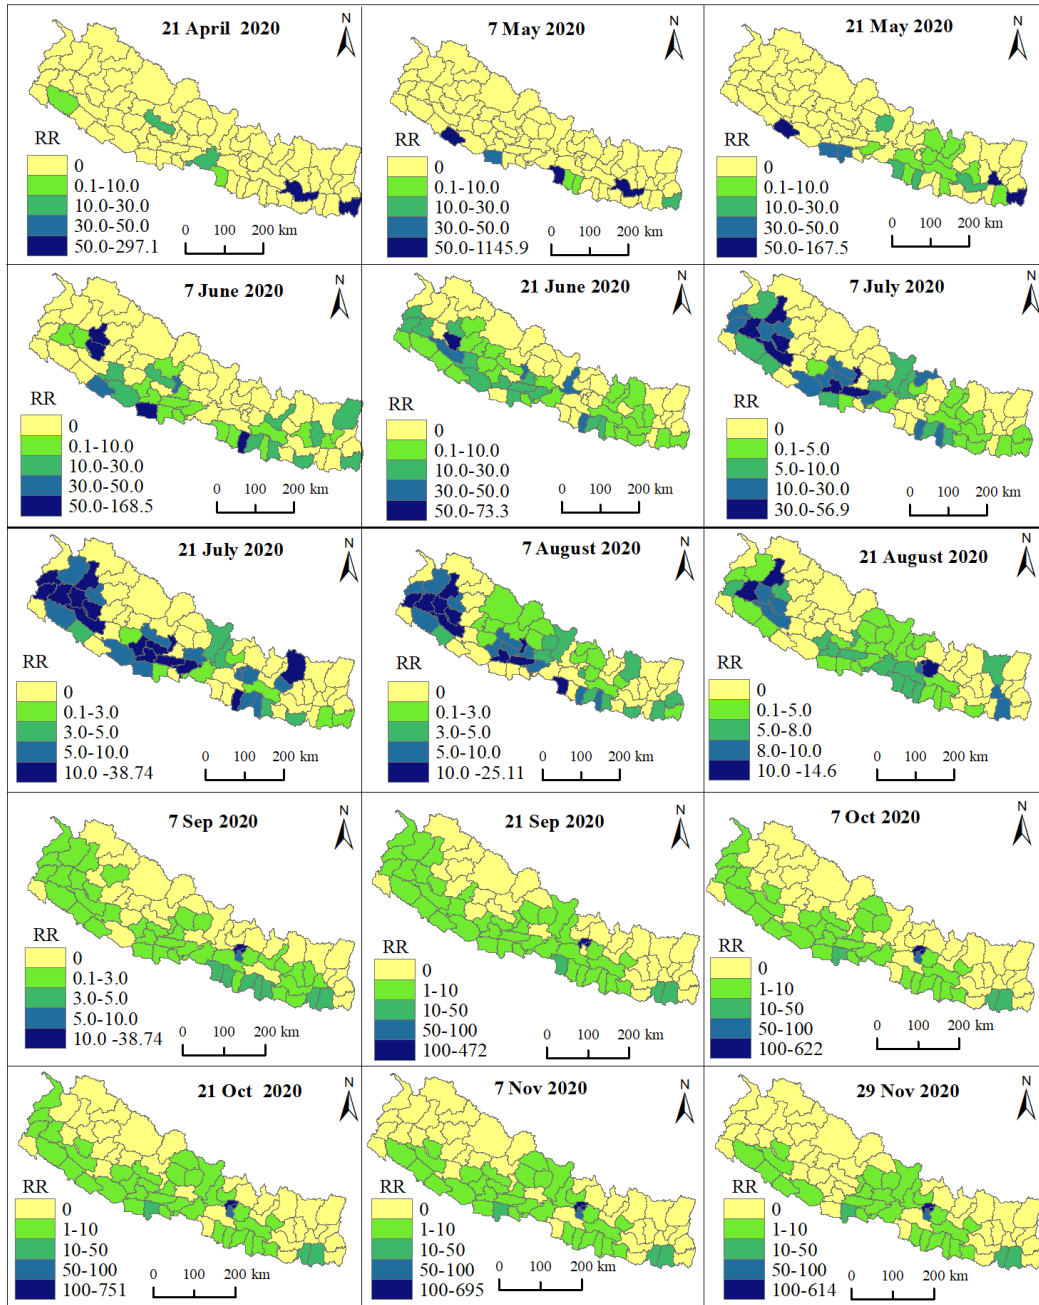 21 April 2020
N
RR
0
0.1-10.0
10.0-30.0
30.0-50.0
50.0-297.1
0 100 200 km
7 May 2020
N
RR
0
0.1-10.0
10.0-30.0
30.0-50.0
50.0-1145.9
0 100 200 km
21 May 2020
N
RR
0
0.1-10.0
10.0-30.0
30.0-50.0
50.0-167.5
0 100 200 km
7 June 2020
N
RR
0
0.1-10.0
10.0-30.0
30.0-50.0
50.0-168.5
0 100 200 km
21 June 2020
N
RR
0
0.1-10.0
10.0-30.0
30.0-50.0
50.0-73.3
0 100 200 km
7 July 2020
N
RR
0
0.1-5.0
5.0-10.0
10.0-30.0
30.0-56.9
0 100 200 km
21 July 2020
N
RR
0
0.1-3.0
3.0-5.0
5.0-10.0
10.0 -38.74
0 100 200 km
7 August 2020
N
RR
0
0.1-3.0
3.0-5.0
5.0-10.0
10.0 -25.11
0 100 200 km
21 August 2020
N
RR
0
0.1-5.0
5.0-8.0
8.0-10.0
10.0 -14.6
0 100 200 km
7 Sep 2020
N
RR
0
0.1-3.0
3.0-5.0
5.0-10.0
10.0 -38.74
0 100 200 km
21 Sep 2020
N
RR
0
1-10
10-50
50-100
100-472
0 100 200 km
7 Oct 2020
N
RR
0
1-10
10-50
50-100
100-622
0 100 200 km
21 Oct 2020
N
RR
0
1-10
10-50
50-100
100-751
0 100 200 km
7 Nov 2020
N
RR
0
1-10
10-50
50-100
100-695
0 100 200 km
29 Nov 2020
N
RR
0
1-10
10-50
50-100
100-614
0 100 200 km